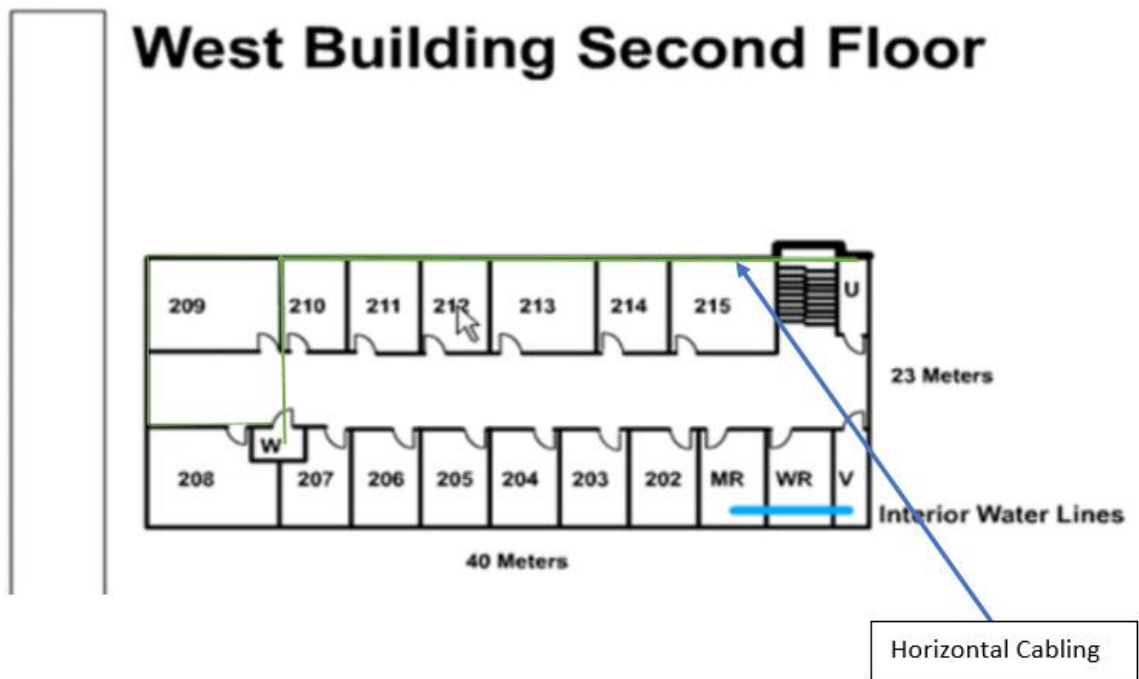 West Building Second Floor
209
210
211
212
213
214
215
U
23 Meters
W
208
207
206
205
204
203
202
MR
WR
V
Interior Water Lines
40 Meters
Horizontal Cabling